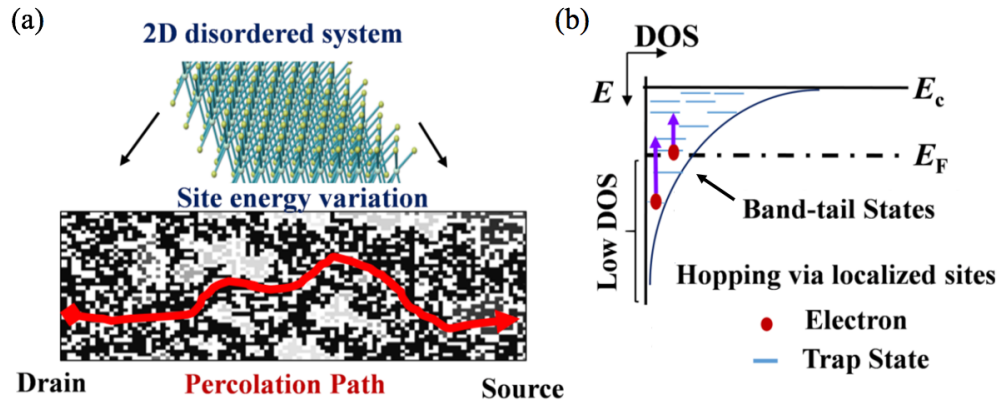 (a)
2D disordered system
Site energy variation
Drain
Percolation Path
Source
(b)
DOS
E
Ec
EF
Low DOS
Band-tail States
Hopping via localized sites
Electron
Trap State